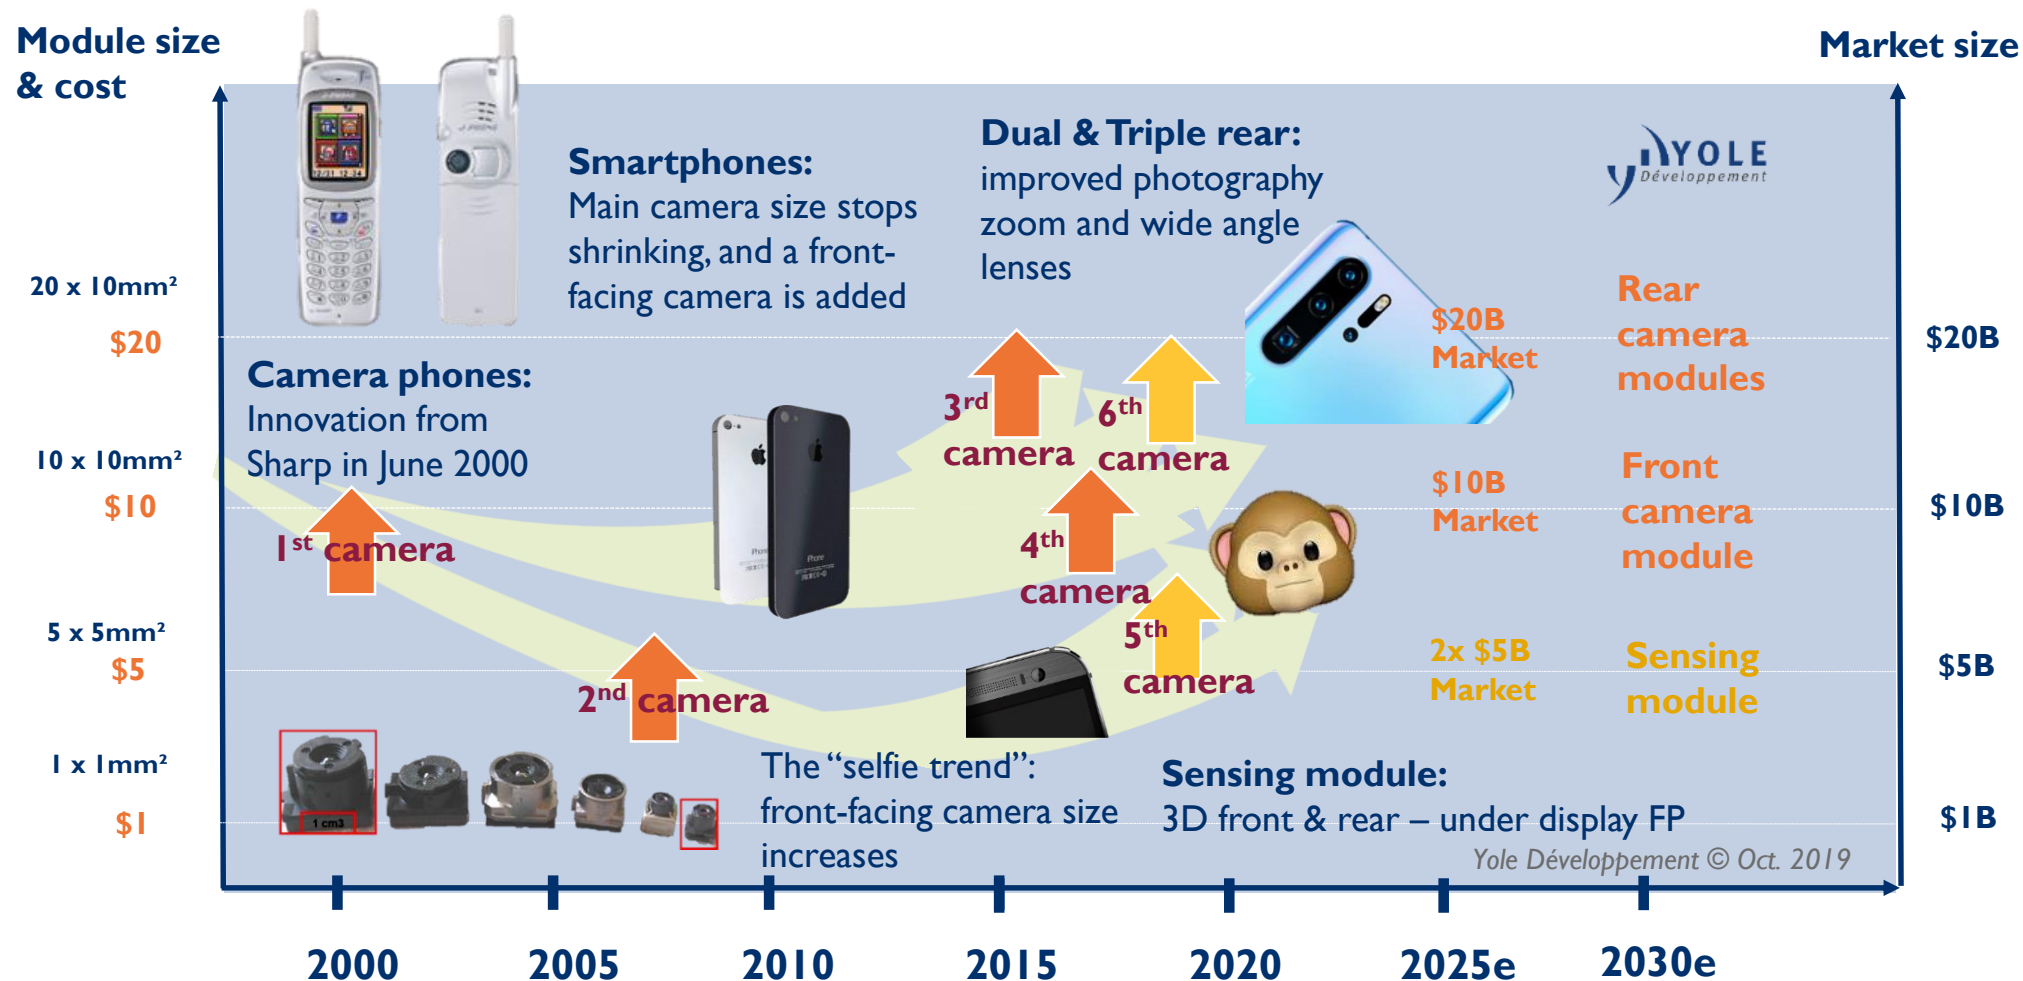 Module size
& cost
Market size
Smartphones:
Main camera size stops
shrinking, and a front-
facing camera is added
Dual & Triple rear:
improved photography
zoom and wide angle
lenses
YOLE
Développement
20 x 10mm²
$20
10 x 10mm²
$10
5 x 5mm²
$5
1 x 1mm²
$1
Camera phones:
Innovation from
Sharp in June 2000
1st camera
2nd camera
3rd
camera
4th
camera
5th
camera
6th
camera
$20B
Market
Rear
camera
modules
$10B
Market
Front
camera
module
2x $5B
Market
Sensing
module
$20B
$10B
$5B
$1B
1 cm3
The “selfie trend”:
front-facing camera size
increases
Sensing module:
3D front & rear – under display FP
Yole Développement © Oct. 2019
2000
2005
2010
2015
2020
2025e
2030e